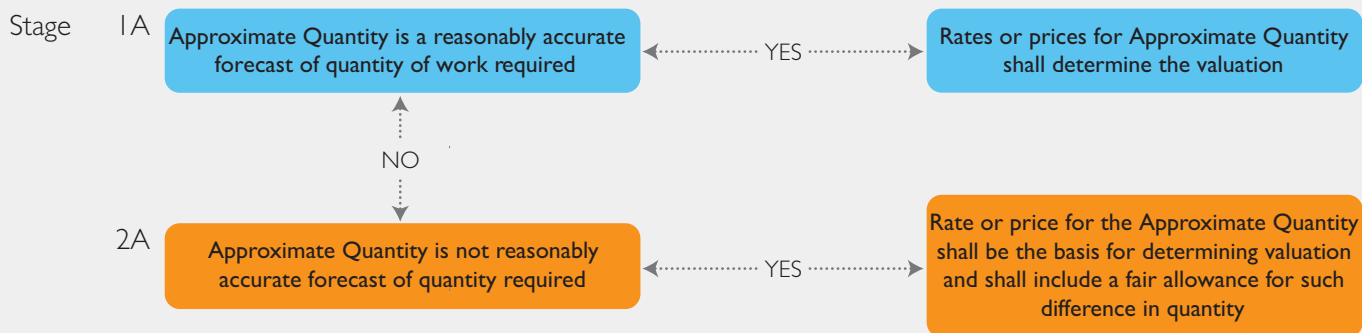 Stage
1A
Approximate Quantity is a reasonably accurate
forecast of quantity of work required
YES
Rates or prices for Approximate Quantity
shall determine the valuation
NO
2A
Approximate Quantity is not reasonably
accurate forecast of quantity required
YES
Rate or price for the Approximate Quantity
shall be the basis for determining valuation
and shall include a fair allowance for such
difference in quantity